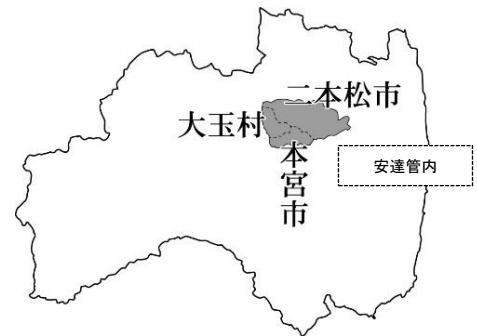 二本松市
大玉村
本宮市
安達管内